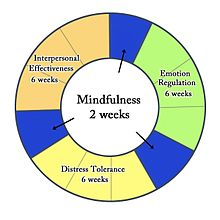 Interpersonal
Effectiveness
6 weeks
Emotion
Regulation
6 weeks
Mindfulness
2 weeks
Distress Tolerance
6 weeks